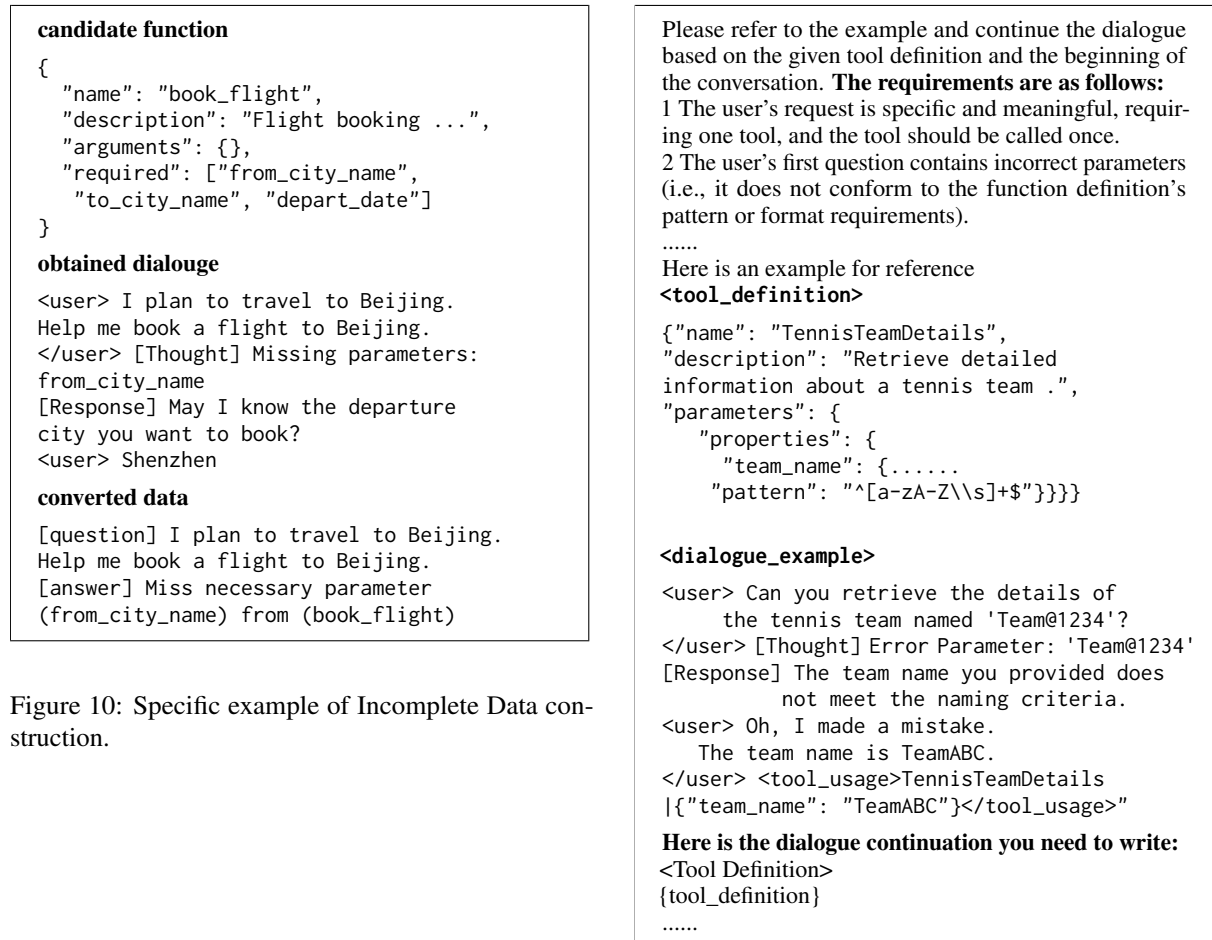 candidate function
{
"name": "book_flight",
"description": "Flight booking ...",
"arguments": {},
"required": ["from_city_name",
"to_city_name", "depart_date"]
}
obtained dialouge
<user> I plan to travel to Beijing.
Help me book a flight to Beijing.
</user> [Thought] Missing parameters:
from_city_name
[Response] May I know the departure
city you want to book?
<user> Shenzhen
converted data
[question] I plan to travel to Beijing.
Help me book a flight to Beijing.
[answer] Miss necessary parameter
(from_city_name) from (book_flight)
Figure 10: Specific example of Incomplete Data con-
struction.
Please refer to the example and continue the dialogue
based on the given tool definition and the beginning of
the conversation. The requirements are as follows:
1 The user's request is specific and meaningful, requir-
ing one tool, and the tool should be called once.
2 The user's first question contains incorrect parameters
(i.e., it does not conform to the function definition's
pattern or format requirements).
......
Here is an example for reference
<tool_definition>
{"name": "TennisTeamDetails",
"description": "Retrieve detailed
information about a tennis team .",
"parameters": {
"properties": {
"team_name": {......
"pattern": "^[a-zA-Z\\s]+$"}}}}
<dialogue_example>
<user> Can you retrieve the details of
the tennis team named 'Team@1234'?
</user> [Thought] Error Parameter: 'Team@1234'
[Response] The team name you provided does
not meet the naming criteria.
<user> Oh, I made a mistake.
The team name is TeamABC.
</user> <tool_usage>TennisTeamDetails
|{"team_name": "TeamABC"}</tool_usage>"
Here is the dialogue continuation you need to write:
<Tool Definition>
{tool_definition}
......